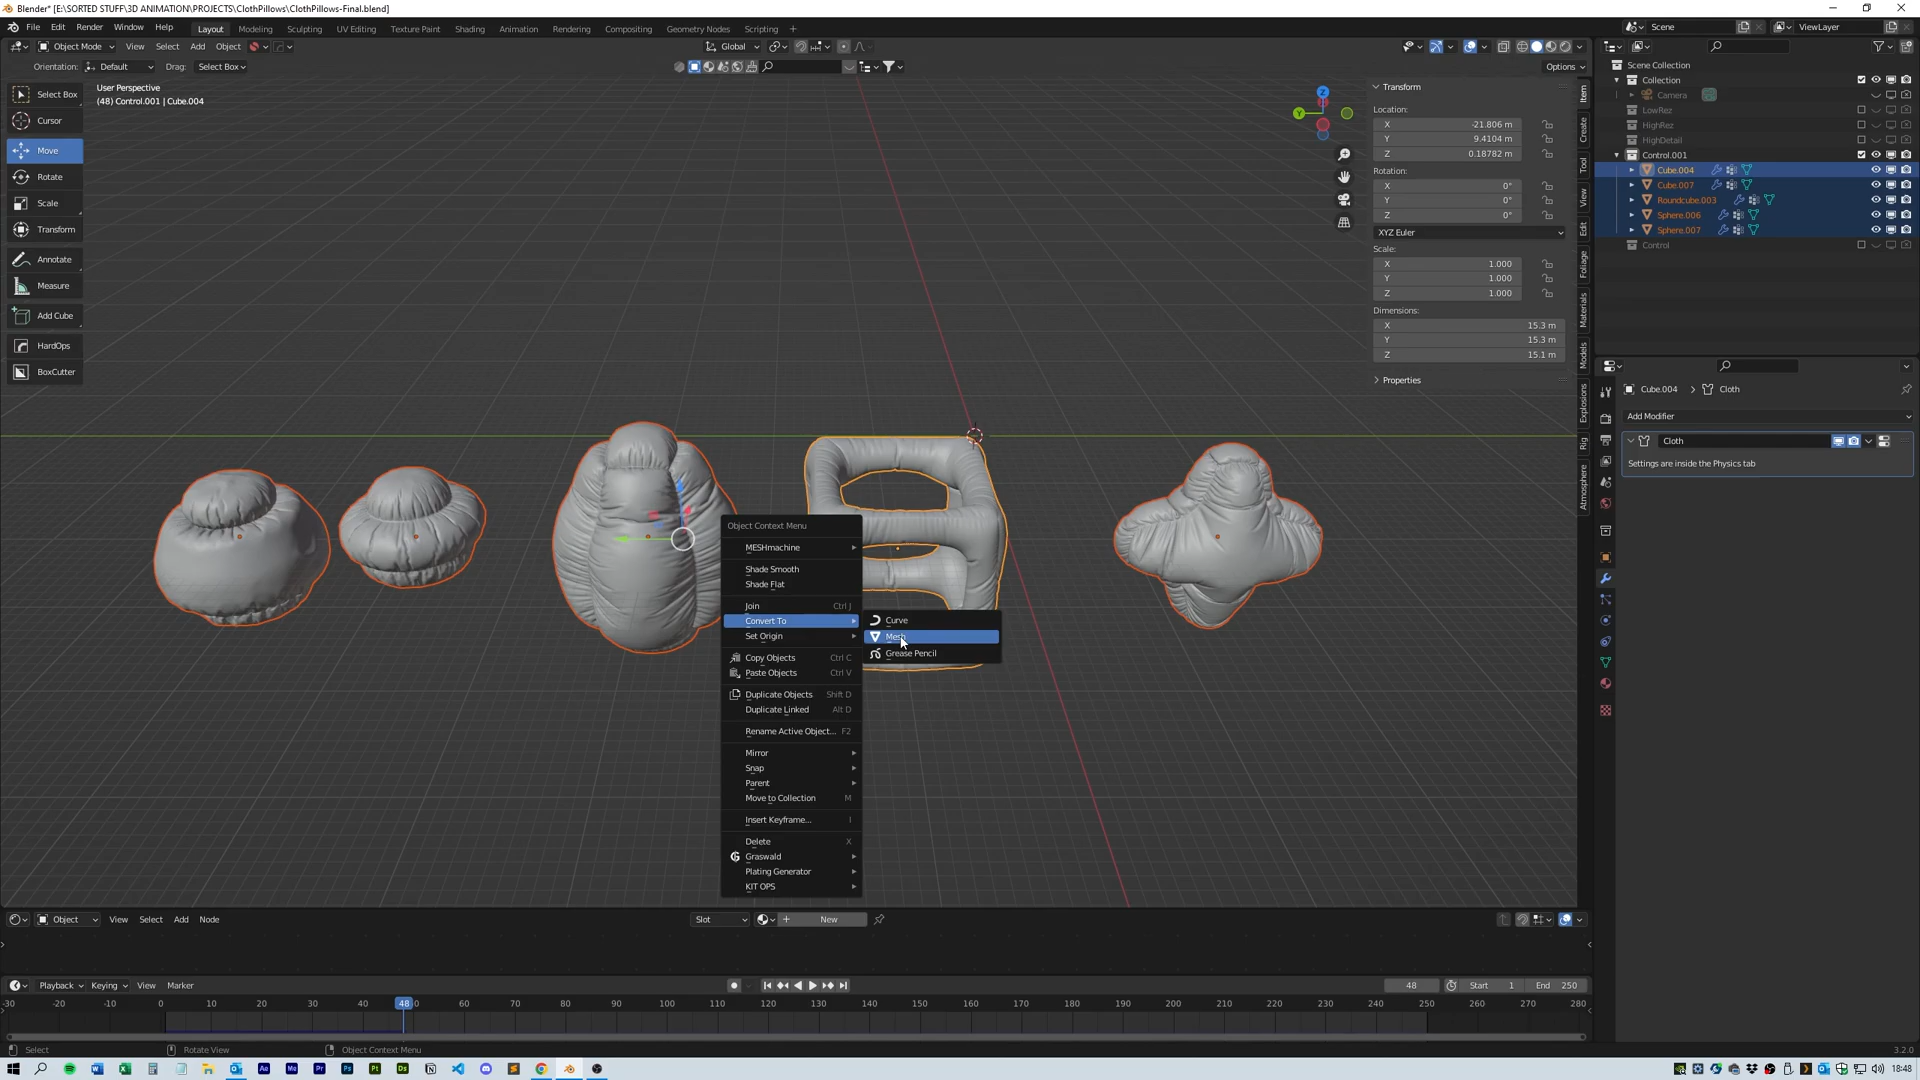 Blender* [E:\SORTED STUFF\3D ANIMATION\PROJECTS\ClothPillows\ClothPillows-Final.blend]
File Edit Render Window Help Layout Modeling Sculpting UV Editing Texture Paint Shading Animation Rendering Compositing Geometry Nodes Scripting + Scene ViewLayer
Object Mode View Select Add Object Global
Orientation: Default Drag: Select Box Options
User Perspective
(48) Control.001 | Cube.004
Select Box
Cursor
Move
Rotate
Scale
Transform
Annotate
Measure
Add Cube
HardOps
BoxCutter
Z
Y
Transform
Location:
X -21.806 m
Y 9.4104 m
Z 0.18782 m
Rotation:
X 0°
Y 0°
Z 0°
XYZ Euler
Scale:
X 1.000
Y 1.000
Z 1.000
Dimensions:
X 15.3 m
Y 15.3 m
Z 15.1 m
Properties
Item
Create
Tool
View
Edit
Foliage
Materials
Models
Explosions
Rig
Atmosphere
Scene Collection
Collection
Camera
LowRez
HighRez
HighDetail
Control.001
Cube.004
Cube.007
Roundcube.003
Sphere.006
Sphere.007
Control
Cube.004 > Cloth
Add Modifier
Cloth
Settings are inside the Physics tab
Object Context Menu
MESHmachine
Shade Smooth
Shade Flat
Join Ctrl J
Convert To
Set Origin
Copy Objects Ctrl C
Paste Objects Ctrl V
Duplicate Objects Shift D
Duplicate Linked Alt D
Rename Active Object... F2
Mirror
Snap
Parent
Move to Collection M
Insert Keyframe... I
Delete X
Graswald
Plating Generator
KIT OPS
Curve
Mesh
Grease Pencil
Object View Select Add Node Slot + New
Playback Keying View Marker 48 Start 1 End 250
-30 -20 -10 0 10 20 30 48 50 60 70 80 90 100 110 120 130 140 150 160 170 180 190 200 210 220 230 240 250 260 270 280
Select Rotate View Object Context Menu 3.2.0
18:48